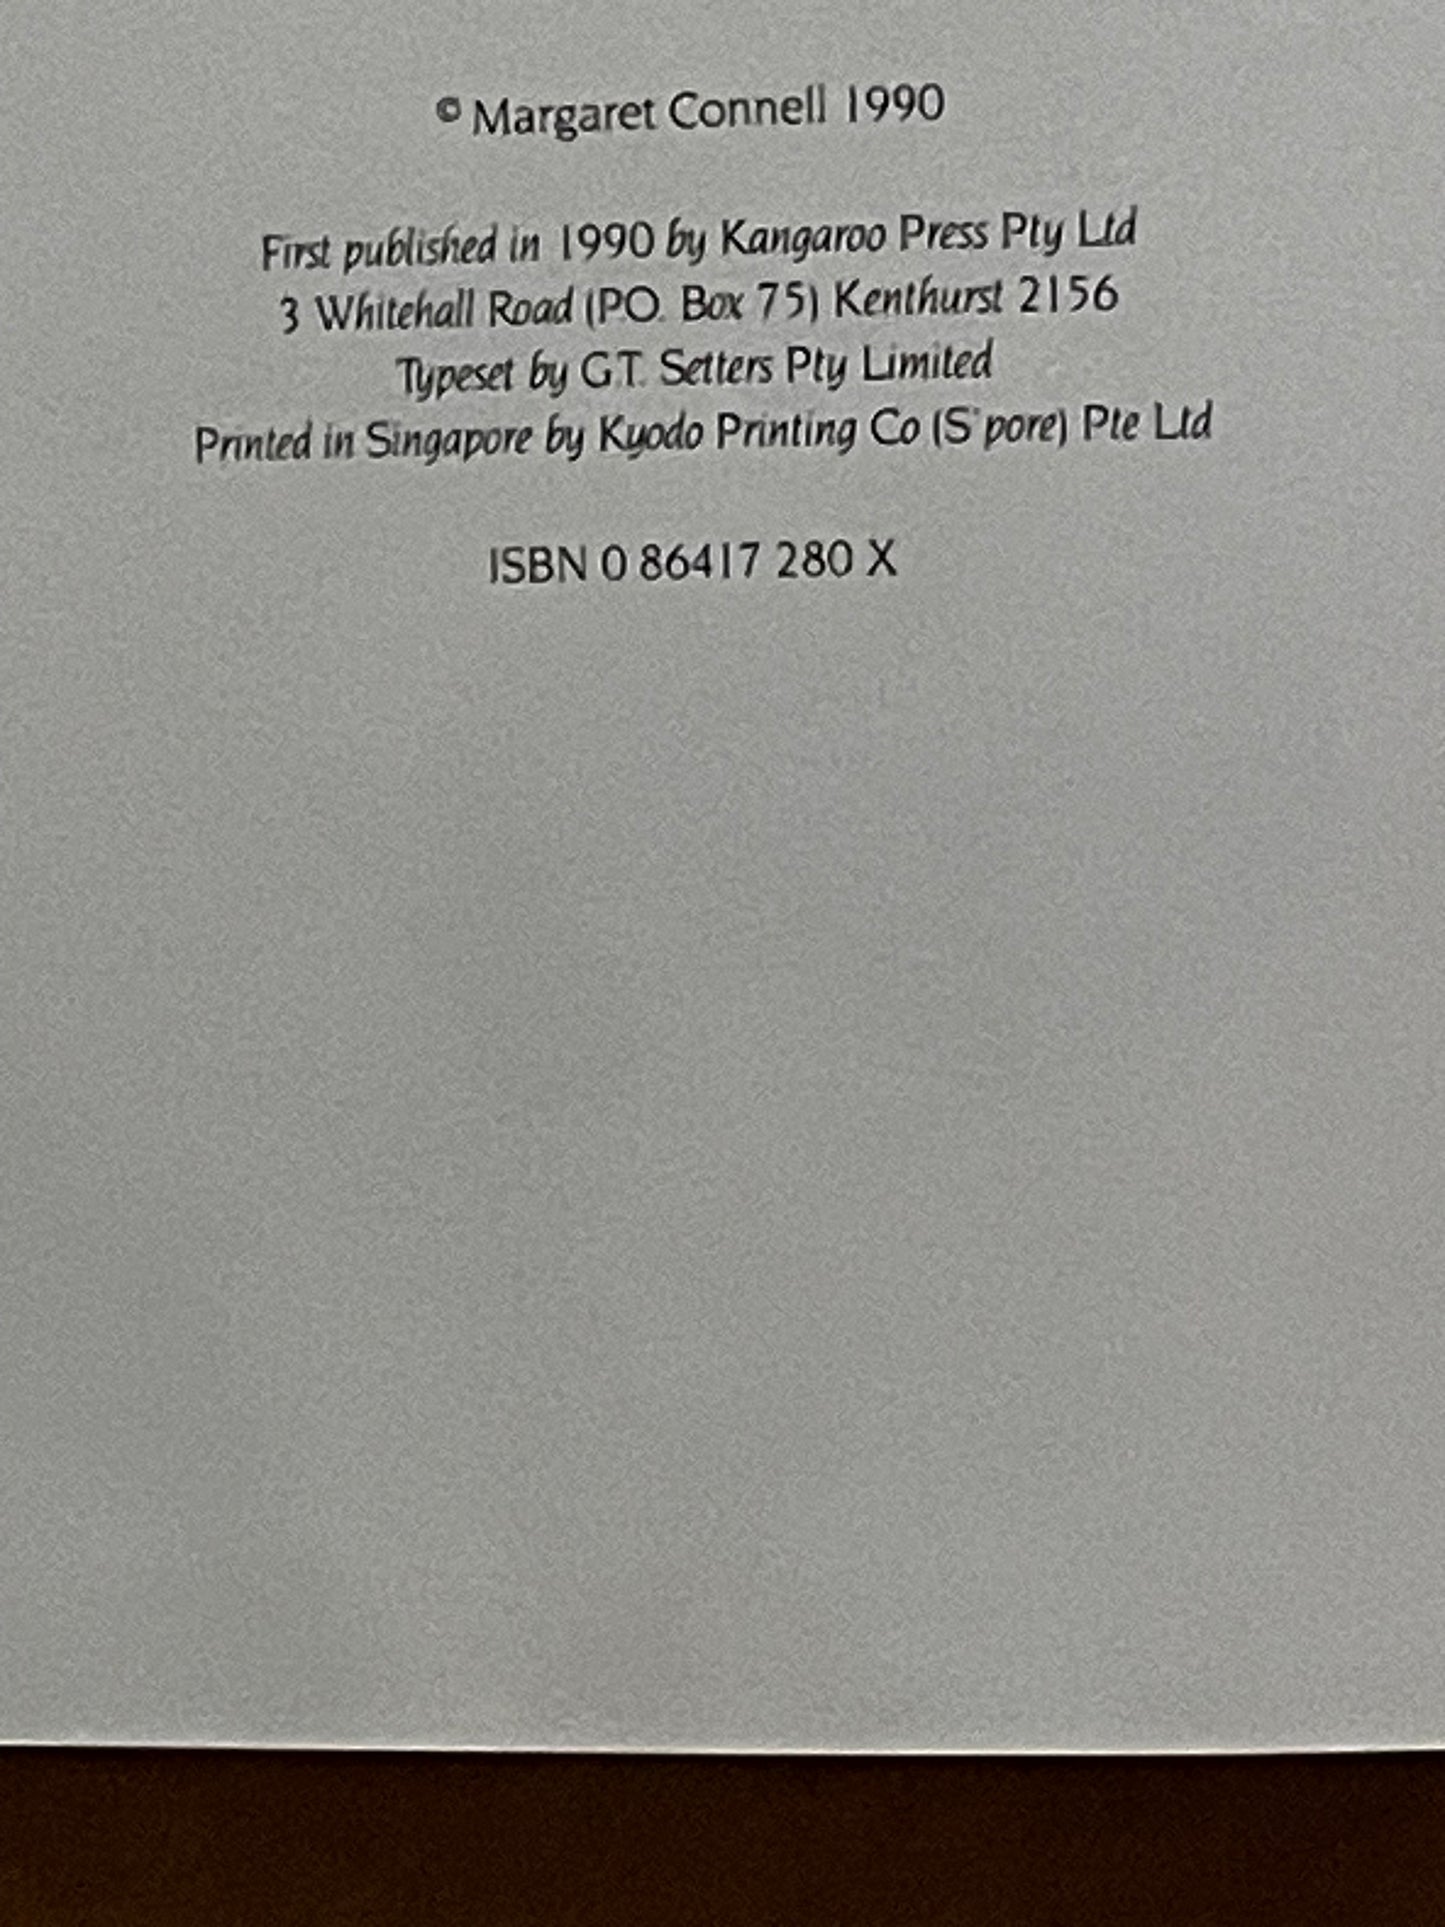 © Margaret Connell 1990
First published in 1990 by Kangaroo Press Pty Ltd
3 Whitehall Road (P.O. Box 75) Kenthurst 2156
Typeset by G.T. Setters Pty Limited
Printed in Singapore by Kyodo Printing Co (S'pore) Pte Ltd
ISBN 0 86417 280 X